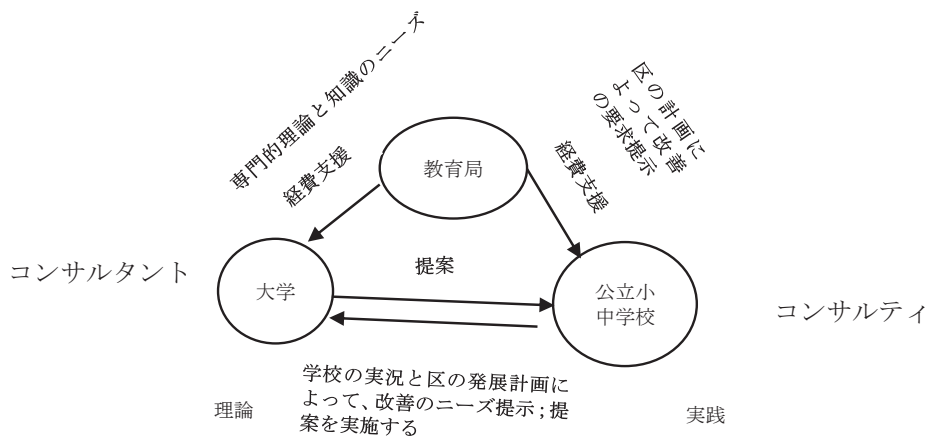 専門的理論と知識のニーズ
経費支援
教育局
経費支援
区の計画に
よって改善
の要求提示
コンサルタント
大学
提案
公立小
中学校
コンサルティ
学校の実況と区の発展計画に
よって、改善のニーズ提示；提
案を実施する
理論
実践